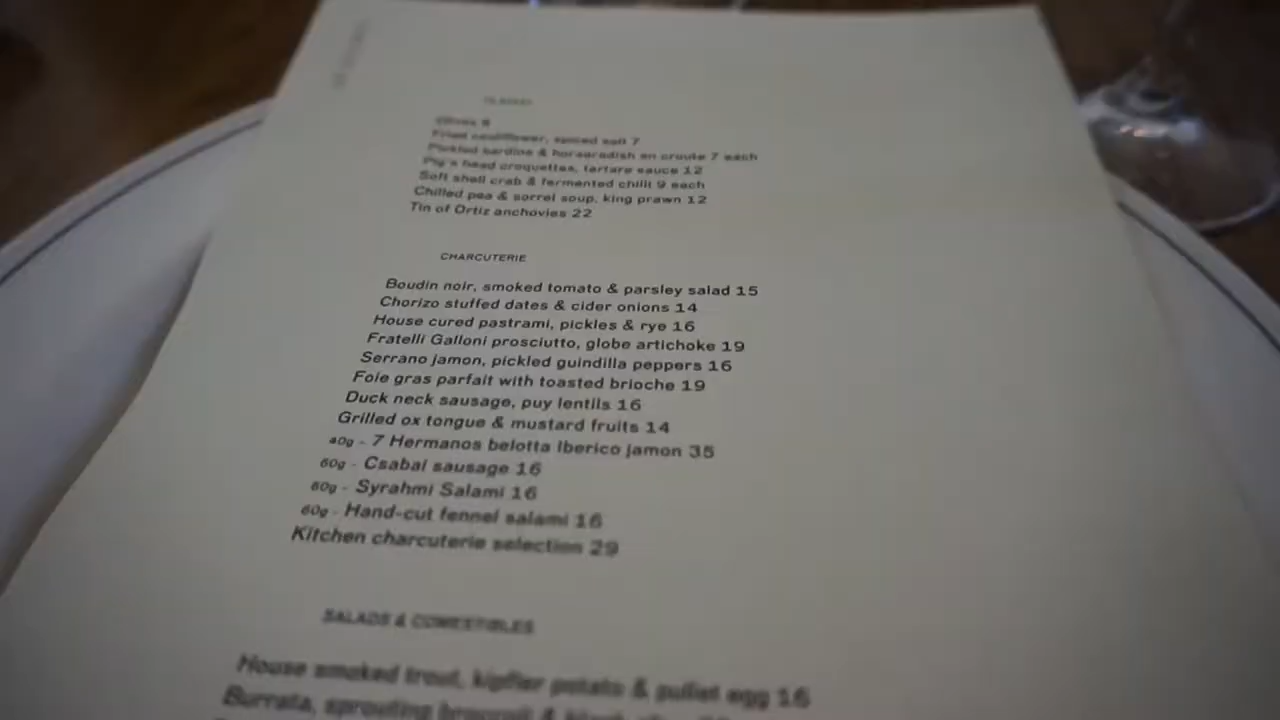 TO START
Olives 8
Fried cauliflower, spiced salt 7
Pickled sardine & horseradish en croute 7 each
Pig's head croquettes, tartare sauce 12
Soft shell crab & fermented chilli 9 each
Chilled pea & sorrel soup, king prawn 12
Tin of Ortiz anchovies 22
CHARCUTERIE
Boudin noir, smoked tomato & parsley salad 15
Chorizo stuffed dates & cider onions 14
House cured pastrami, pickles & rye 16
Fratelli Galloni prosciutto, globe artichoke 19
Serrano jamon, pickled guindilla peppers 16
Foie gras parfait with toasted brioche 19
Duck neck sausage, puy lentils 16
Grilled ox tongue & mustard fruits 14
40g - 7 Hermanos belotta Iberico jamon 35
60g - Csabai sausage 16
60g - Syrahmi Salami 16
60g - Hand-cut fennel salami 16
Kitchen charcuterie selection 29
SALADS & COMESTIBLES
House smoked trout, kipfler potato & pullet egg 16
Burrata, sprouting broccoli &